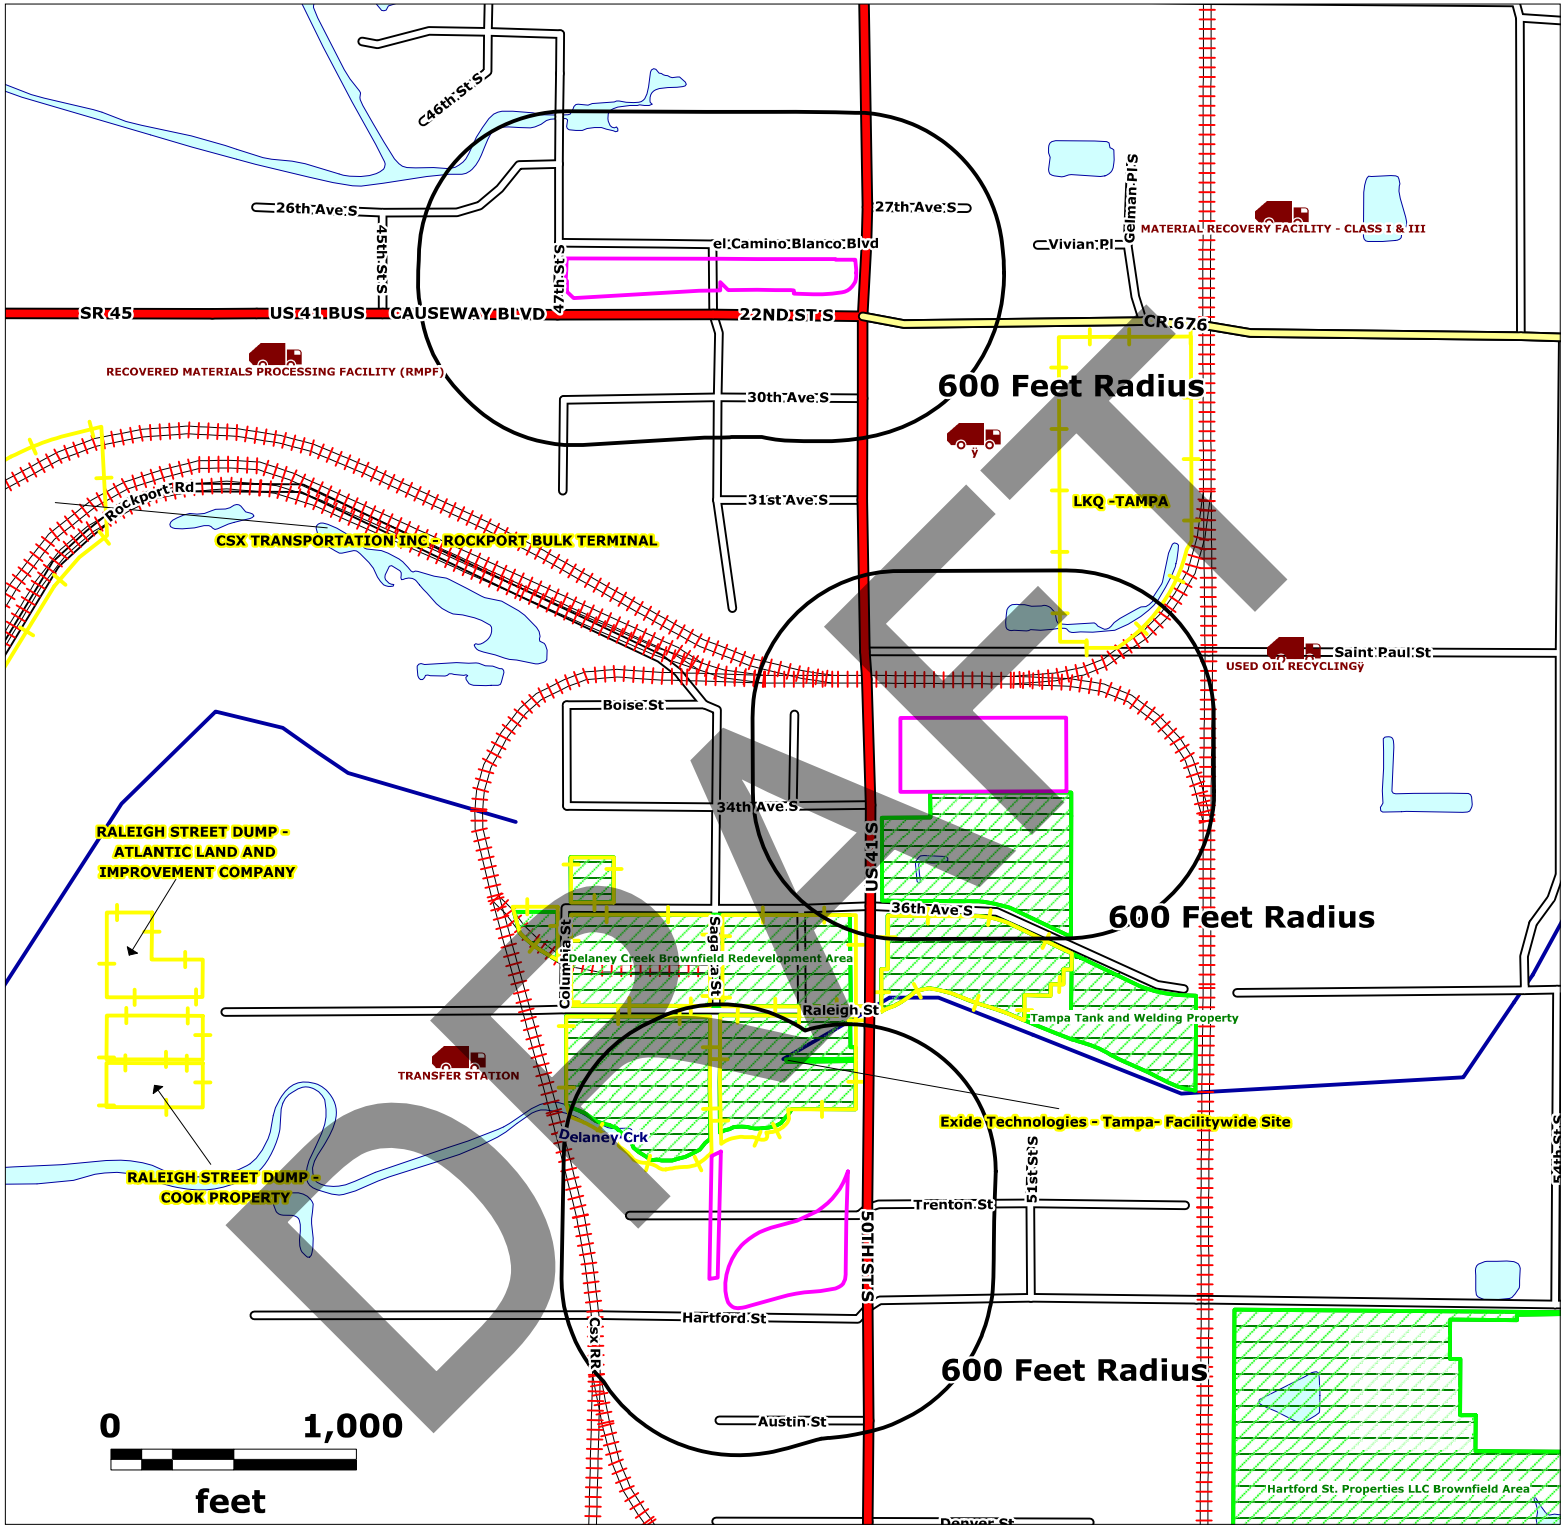 46th St S
26th Ave S
45th St S
47th St S
27th Ave S
el Camino Blanco Blvd
Vivian Pl
Gelman Pl S
MATERIAL RECOVERY FACILITY - CLASS I & III
SR 45
US 41 BUS
CAUSEWAY BLVD
22ND ST S
CR 676
RECOVERED MATERIALS PROCESSING FACILITY (RMPF)
600 Feet Radius
30th Ave S
ÿ
31st Ave S
LKQ -TAMPA
Rockport Rd
CSX TRANSPORTATION INC - ROCKPORT BULK TERMINAL
Saint Paul St
USED OIL RECYCLINGÿ
Boise St
34th Ave S
US 41 S
RALEIGH STREET DUMP -
ATLANTIC LAND AND
IMPROVEMENT COMPANY
36th Ave S
600 Feet Radius
Columbia St
Delaney Creek Brownfield Redevelopment Area
Raleigh St
Tampa Tank and Welding Property
TRANSFER STATION
Exide Technologies - Tampa- Facilitywide Site
Delaney Crk
RALEIGH STREET DUMP -
COOK PROPERTY
51st St S
54th St S
Trenton St
50TH ST S
Hartford St
Csx RR
600 Feet Radius
Austin St
0 1,000
feet
Hartford St. Properties LLC Brownfield Area
Denver St
DRAFT